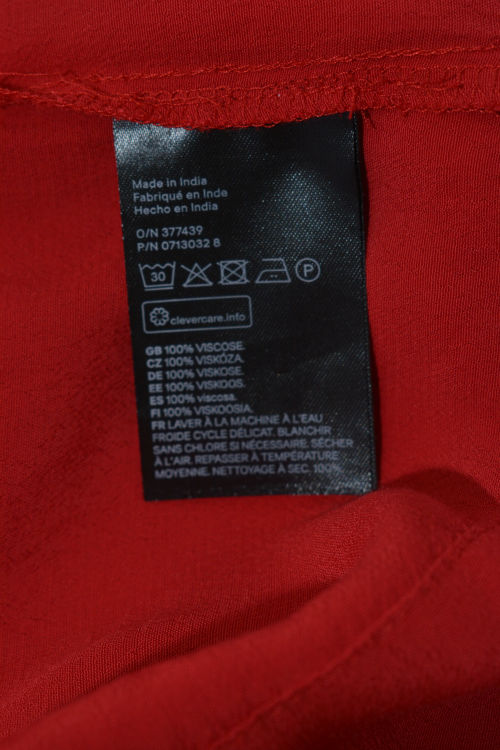 Made in India
Fabriqué en Inde
Hecho en India
O/N 377439
P/N 0713032 8
30 P
clevercare.info
GB 100% VISCOSE.
CZ 100% VISKÓZA.
DE 100% VISKOSE.
EE 100% VISKOOS.
ES 100% viscosa.
FI 100% VISKOOSIA.
FR LAVER À LA MACHINE À L'EAU
FROIDE CYCLE DÉLICAT. BLANCHIR
SANS CHLORE SI NÉCESSAIRE. SÉCHER
À L'AIR. REPASSER À TEMPÉRATURE
MOYENNE. NETTOYAGE À SEC. 100%